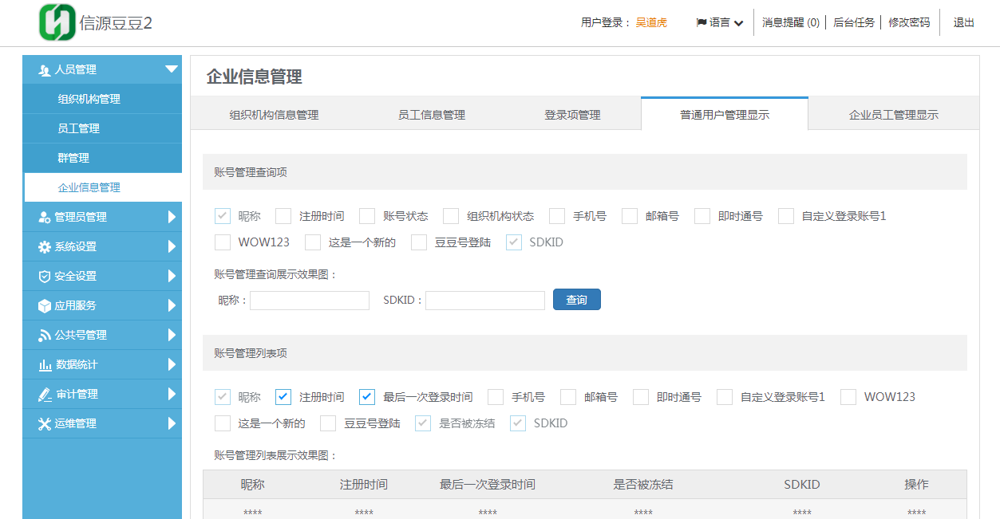 信源豆豆2
用户登录： 吴道虎 语言 消息提醒 (0) 后台任务 修改密码 退出
人员管理
组织机构管理
员工管理
群管理
企业信息管理
管理员管理
系统设置
安全设置
应用服务
公共号管理
数据统计
审计管理
运维管理
企业信息管理
组织机构信息管理 员工信息管理 登录项管理 普通用户管理显示 企业员工管理显示
账号管理查询项
昵称 注册时间 账号状态 组织机构状态 手机号 邮箱号 即时通号 自定义登录账号1
WOW123 这是一个新的 豆豆号登陆 SDKID
账号管理查询展示效果图：
昵称： SDKID： 查询
账号管理列表项
昵称 注册时间 最后一次登录时间 手机号 邮箱号 即时通号 自定义登录账号1 WOW123
这是一个新的 豆豆号登陆 是否被冻结 SDKID
账号管理列表展示效果图：
昵称 注册时间 最后一次登录时间 是否被冻结 SDKID 操作
**** **** **** **** **** ****